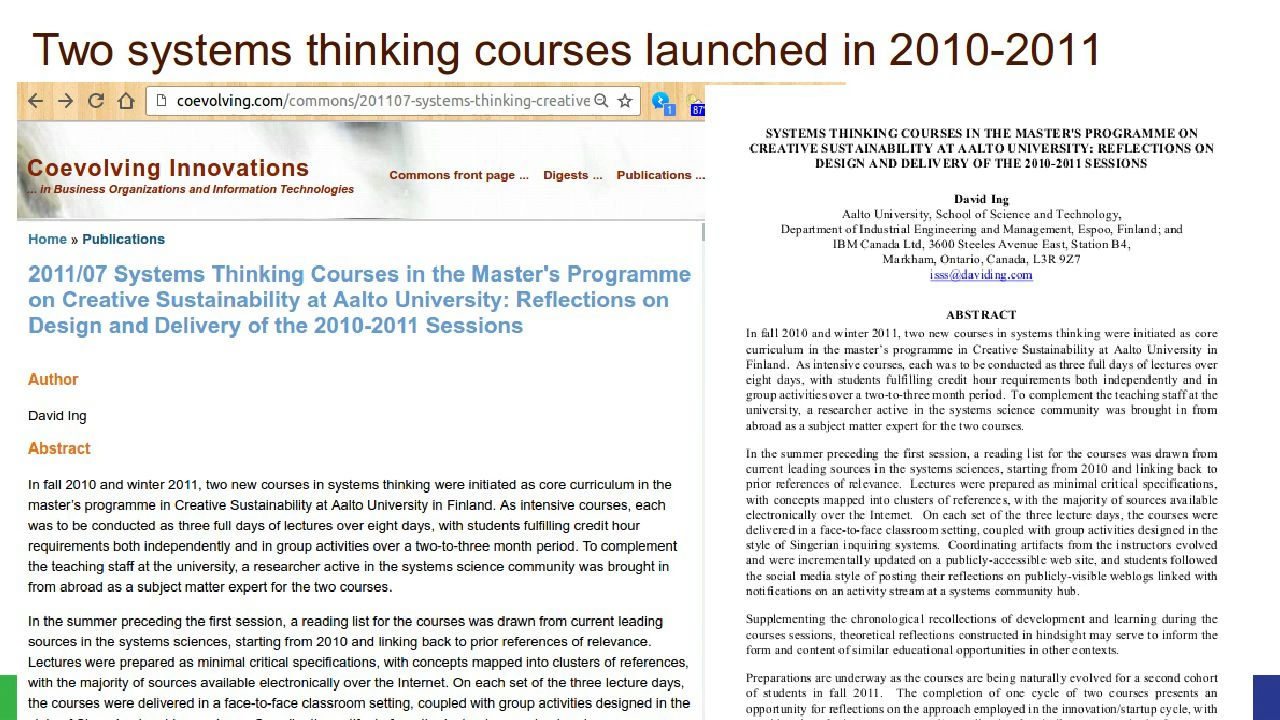 Two systems thinking courses launched in 2010-2011
coevolving.com/commons/201107-systems-thinking-creative
1
87
Coevolving Innovations
... in Business Organizations and Information Technologies
Commons front page ... Digests ... Publications ...
Home » Publications
2011/07 Systems Thinking Courses in the Master's Programme
on Creative Sustainability at Aalto University: Reflections on
Design and Delivery of the 2010-2011 Sessions
Author
David Ing
Abstract
In fall 2010 and winter 2011, two new courses in systems thinking were initiated as core curriculum in the
master's programme in Creative Sustainability at Aalto University in Finland. As intensive courses, each
was to be conducted as three full days of lectures over eight days, with students fulfilling credit hour
requirements both independently and in group activities over a two-to-three month period. To complement
the teaching staff at the university, a researcher active in the systems science community was brought in
from abroad as a subject matter expert for the two courses.
In the summer preceding the first session, a reading list for the courses was drawn from current leading
sources in the systems sciences, starting from 2010 and linking back to prior references of relevance.
Lectures were prepared as minimal critical specifications, with concepts mapped into clusters of references,
with the majority of sources available electronically over the Internet. On each set of the three lecture days,
the courses were delivered in a face-to-face classroom setting, coupled with group activities designed in the
SYSTEMS THINKING COURSES IN THE MASTER'S PROGRAMME ON
CREATIVE SUSTAINABILITY AT AALTO UNIVERSITY: REFLECTIONS ON
DESIGN AND DELIVERY OF THE 2010-2011 SESSIONS
David Ing
Aalto University, School of Science and Technology,
Department of Industrial Engineering and Management, Espoo, Finland; and
IBM Canada Ltd, 3600 Steeles Avenue East, Station B4,
Markham, Ontario, Canada, L3R 9Z7
isss@daviding.com
ABSTRACT
In fall 2010 and winter 2011, two new courses in systems thinking were initiated as core
curriculum in the master's programme in Creative Sustainability at Aalto University in
Finland. As intensive courses, each was to be conducted as three full days of lectures over
eight days, with students fulfilling credit hour requirements both independently and in
group activities over a two-to-three month period. To complement the teaching staff at the
university, a researcher active in the systems science community was brought in from
abroad as a subject matter expert for the two courses.
In the summer preceding the first session, a reading list for the courses was drawn from
current leading sources in the systems sciences, starting from 2010 and linking back to
prior references of relevance. Lectures were prepared as minimal critical specifications,
with concepts mapped into clusters of references, with the majority of sources available
electronically over the Internet. On each set of the three lecture days, the courses were
delivered in a face-to-face classroom setting, coupled with group activities designed in the
style of Singerian inquiring systems. Coordinating artifacts from the instructors evolved
and were incrementally updated on a publicly-accessible web site, and students followed
the social media style of posting their reflections on publicly-visible weblogs linked with
notifications on an activity stream at a systems community hub.
Supplementing the chronological recollections of development and learning during the
courses sessions, theoretical reflections constructed in hindsight may serve to inform the
form and content of similar educational opportunities in other contexts.
Preparations are underway as the courses are being naturally evolved for a second cohort
of students in fall 2011. The completion of one cycle of two courses presents an
opportunity for reflections on the approach employed in the innovation/startup cycle, with